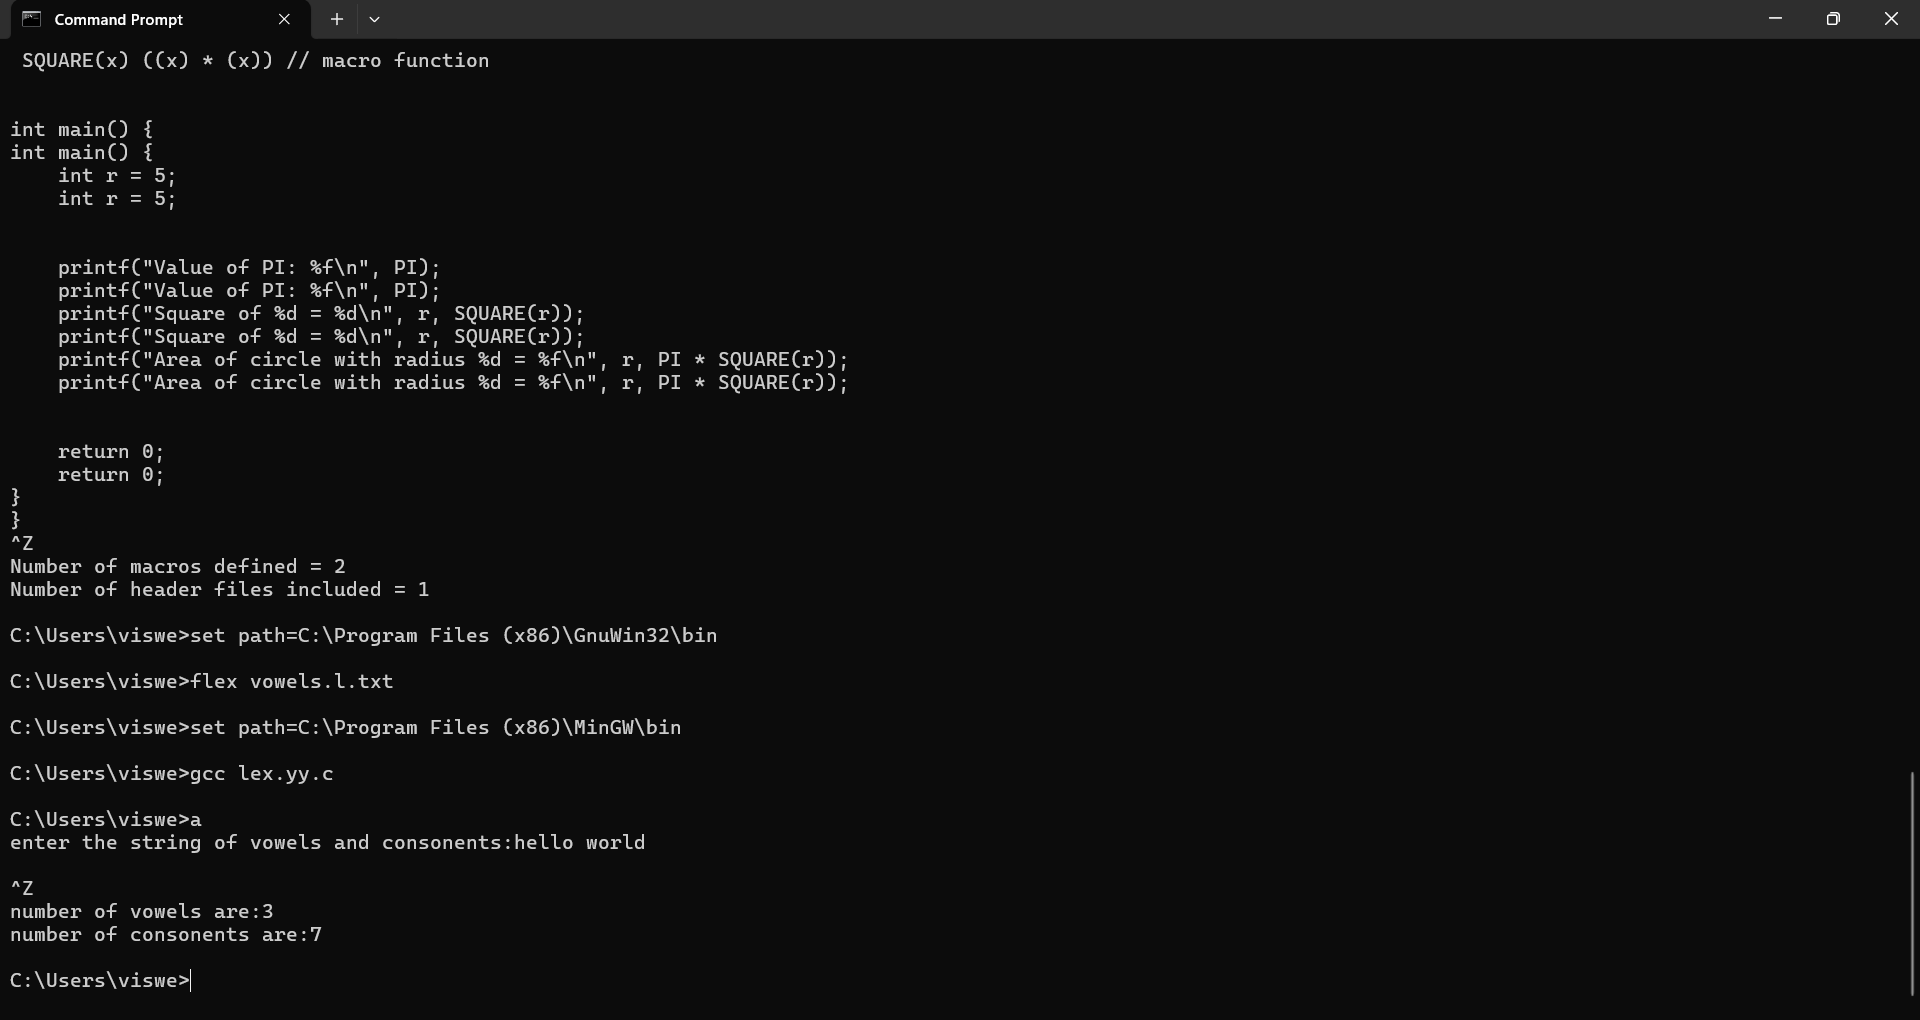 Command Prompt
SQUARE(x) ((x) * (x)) // macro function
int main() {
int main() {
    int r = 5;
    int r = 5;
    printf("Value of PI: %f\n", PI);
    printf("Value of PI: %f\n", PI);
    printf("Square of %d = %d\n", r, SQUARE(r));
    printf("Square of %d = %d\n", r, SQUARE(r));
    printf("Area of circle with radius %d = %f\n", r, PI * SQUARE(r));
    printf("Area of circle with radius %d = %f\n", r, PI * SQUARE(r));
    return 0;
    return 0;
}
}
^Z
Number of macros defined = 2
Number of header files included = 1
C:\Users\viswe>set path=C:\Program Files (x86)\GnuWin32\bin
C:\Users\viswe>flex vowels.l.txt
C:\Users\viswe>set path=C:\Program Files (x86)\MinGW\bin
C:\Users\viswe>gcc lex.yy.c
C:\Users\viswe>a
enter the string of vowels and consonents:hello world
^Z
number of vowels are:3
number of consonents are:7
C:\Users\viswe>